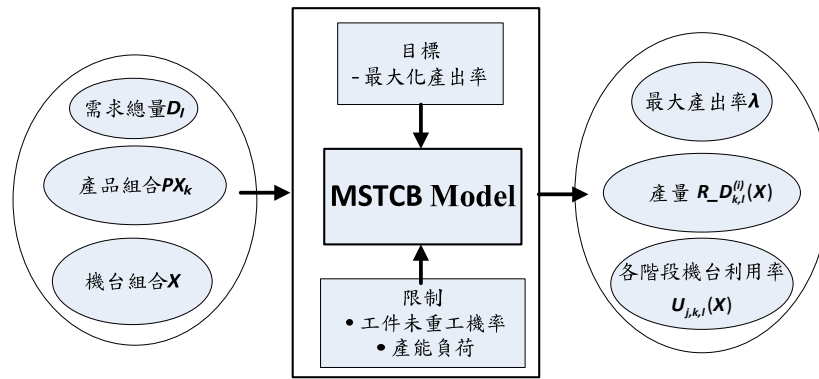 需求總量D_l
產品組合PX_k
機台組合X
目標
-最大化產出率
MSTCB Model
限制
• 工件未重工機率
• 產能負荷
最大產出率λ
產量 R_D_{k,l}^{(i)}(X)
各階段機台利用率
U_{j,k,l}(X)